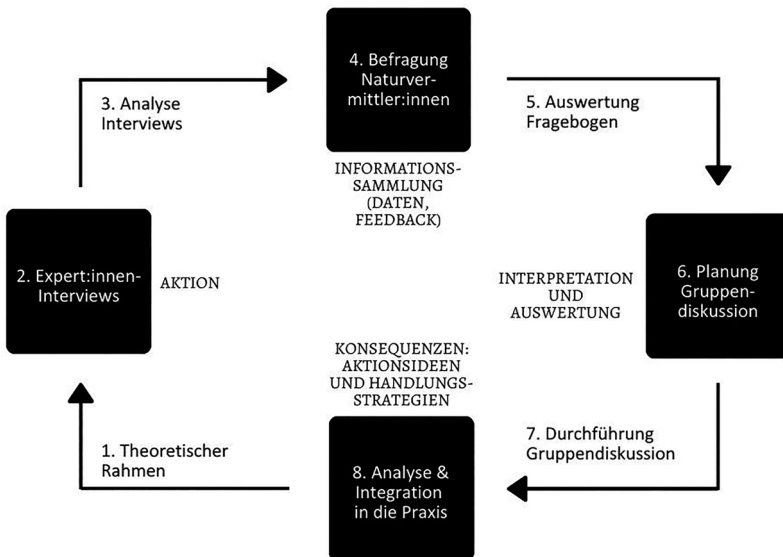 4. Befragung
Naturver-
mittler:innen
3. Analyse
Interviews
5. Auswertung
Fragebogen
INFORMATIONS-
SAMMLUNG
(DATEN,
FEEDBACK)
2. Expert:innen-
Interviews
AKTION
INTERPRETATION
UND
AUSWERTUNG
6. Planung
Gruppen-
diskussion
KONSEQUENZEN:
AKTIONSIDEEN
UND HANDLUNGS-
STRATEGIEN
1. Theoretischer
Rahmen
7. Durchführung
Gruppendiskussion
8. Analyse &
Integration
in die Praxis